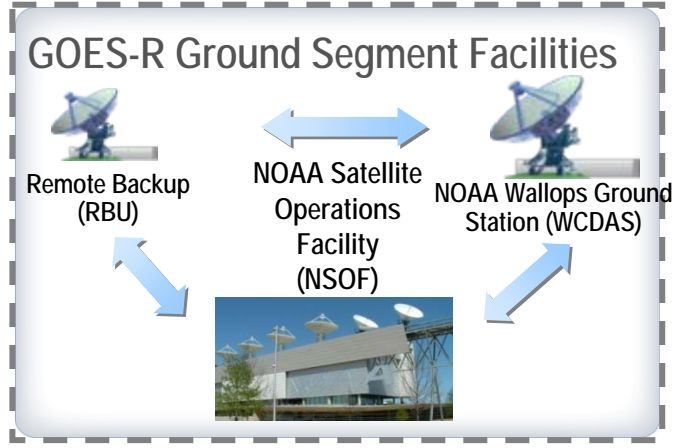 GOES-R Ground Segment Facilities
Remote Backup
(RBU)
NOAA Satellite
Operations
Facility
(NSOF)
NOAA Wallops Ground
Station (WCDAS)